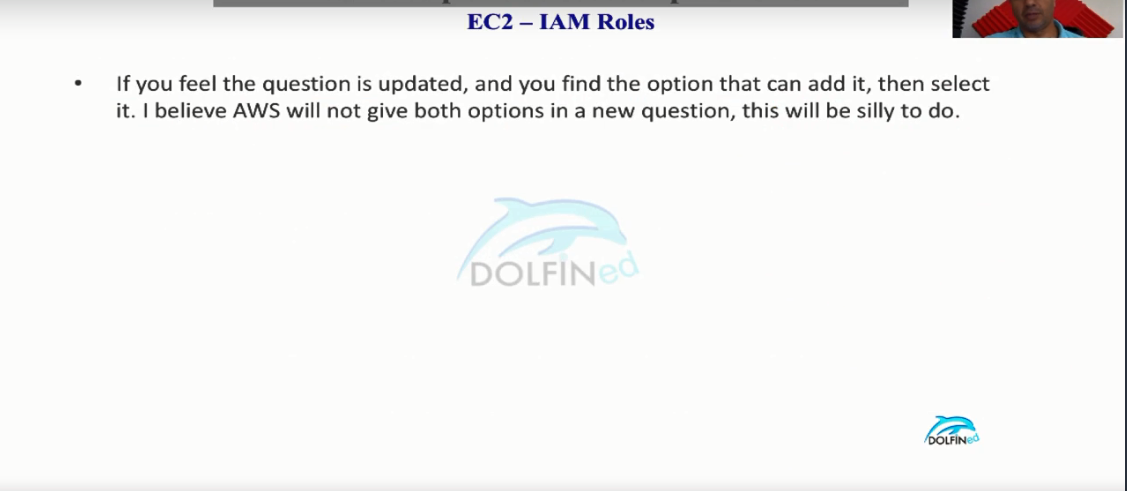 EC2 – IAM Roles
• If you feel the question is updated, and you find the option that can add it, then select
it. I believe AWS will not give both options in a new question, this will be silly to do.
DOLFINed
DOLFINed